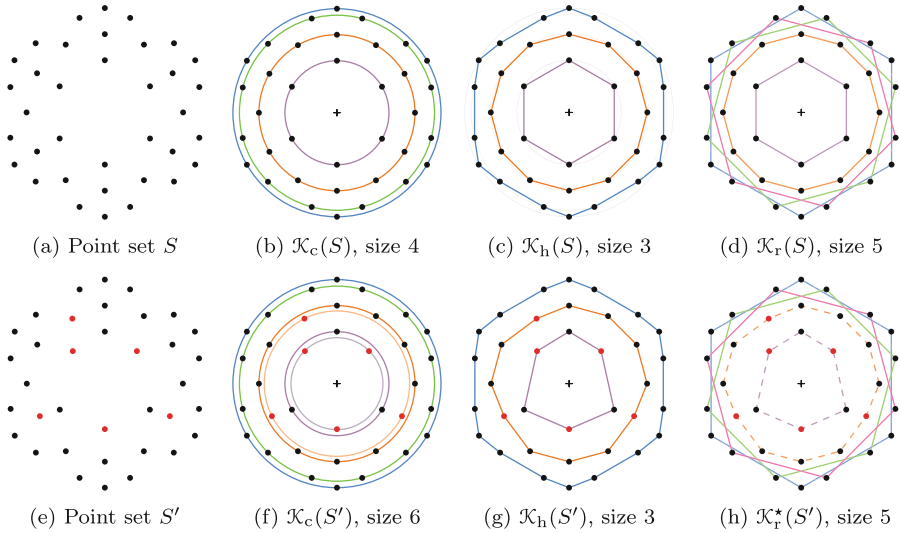 (a) Point set S
(b) 𝒦c(S), size 4
(c) 𝒦h(S), size 3
(d) 𝒦r(S), size 5
(e) Point set S′
(f) 𝒦c(S′), size 6
(g) 𝒦h(S′), size 3
(h) 𝒦r⋆(S′), size 5